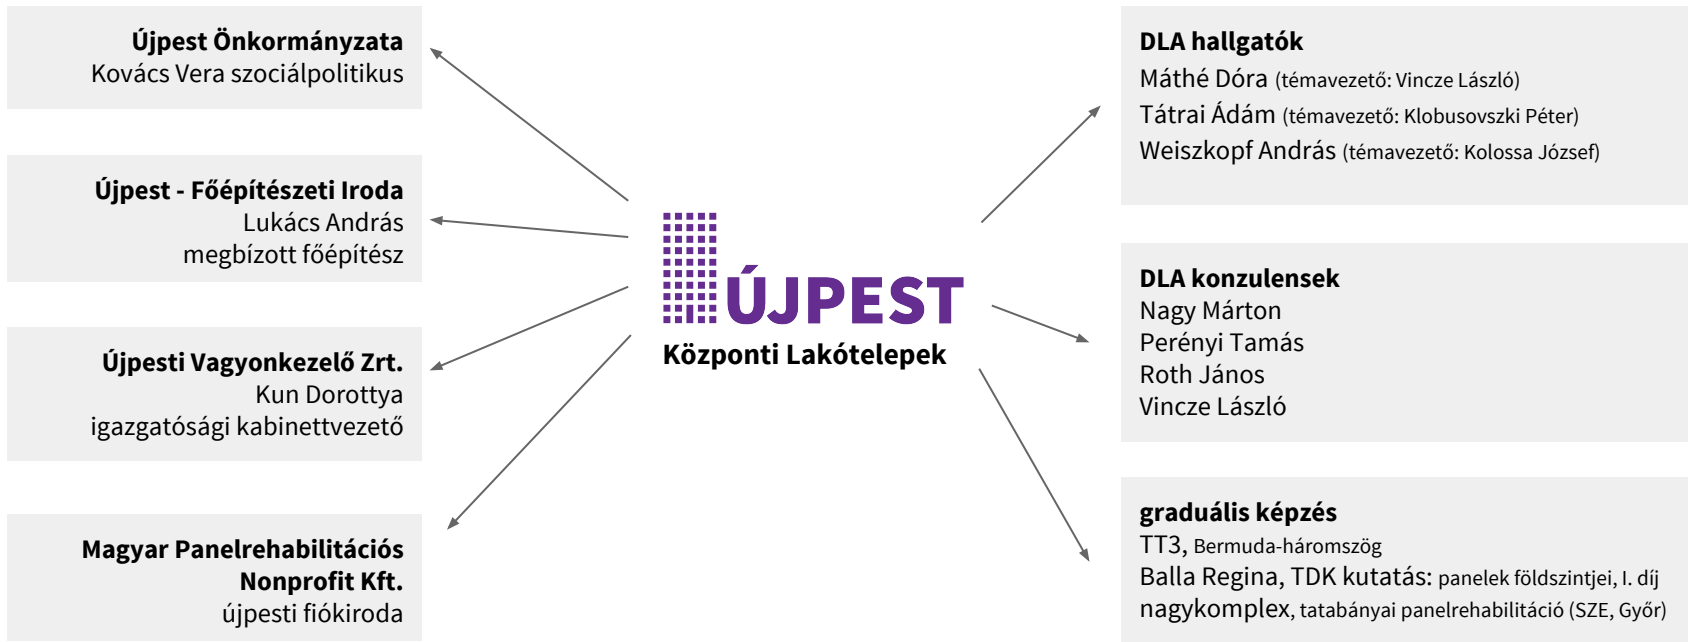 Újpest Önkormányzata
Kovács Vera szociálpolitikus
Újpest - Főépítészeti Iroda
Lukács András
megbízott főépítész
Újpesti Vagyonkezelő Zrt.
Kun Dorottya
igazgatósági kabinettvezető
Magyar Panelrehabilitációs
Nonprofit Kft.
újpesti fiókiroda
ÚJPEST
Központi Lakótelepek
DLA hallgatók
Máthé Dóra (témavezető: Vincze László)
Tátrai Ádám (témavezető: Klobusovszki Péter)
Weiszkopf András (témavezető: Kolossa József)
DLA konzulensek
Nagy Márton
Perényi Tamás
Roth János
Vincze László
graduális képzés
TT3, Bermuda-háromszög
Balla Regina, TDK kutatás: panelek földszintjei, I. díj
nagykomplex, tatabányai panelrehabilitáció (SZE, Győr)